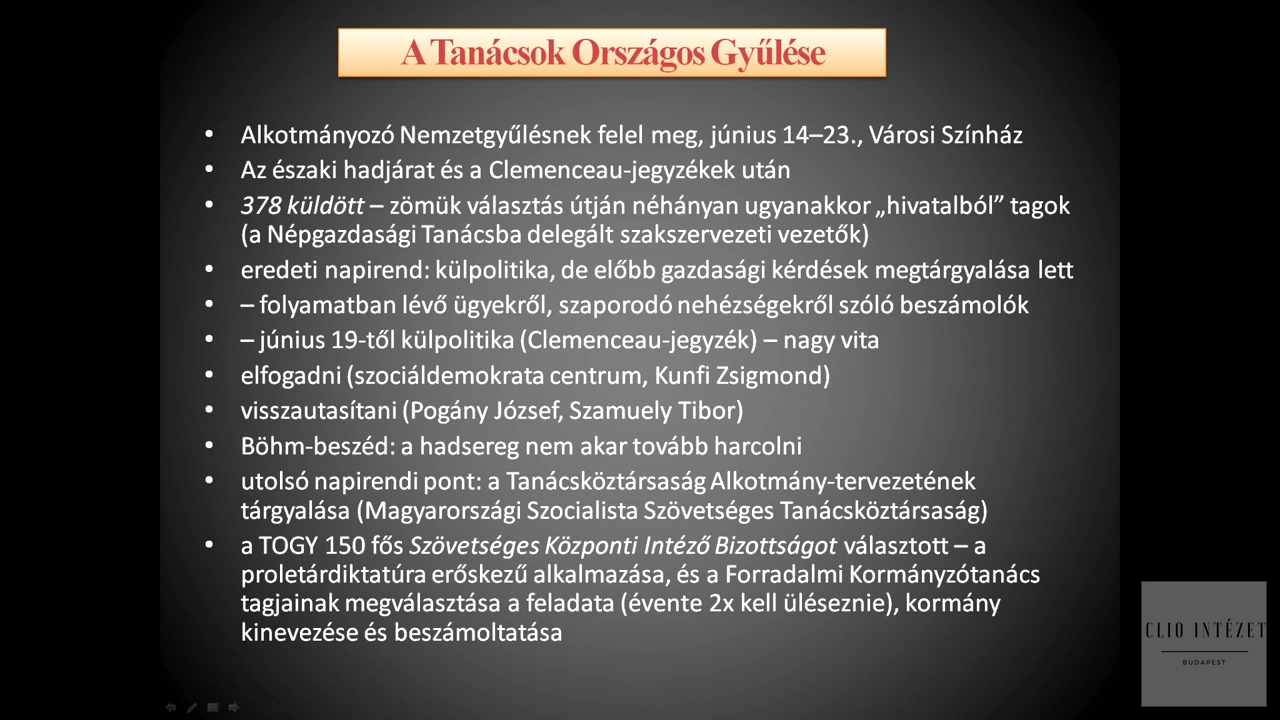 A Tanácsok Országos Gyűlése
• Alkotmányozó Nemzetgyűlésnek felel meg, június 14–23., Városi Színház
• Az északi hadjárat és a Clemenceau-jegyzékek után
• 378 küldött – zömük választás útján néhányan ugyanakkor „hivatalból” tagok
(a Népgazdasági Tanácsba delegált szakszervezeti vezetők)
• eredeti napirend: külpolitika, de előbb gazdasági kérdések megtárgyalása lett
• – folyamatban lévő ügyekről, szaporodó nehézségekről szóló beszámolók
• – június 19-től külpolitika (Clemenceau-jegyzék) – nagy vita
• elfogadni (szociáldemokrata centrum, Kunfi Zsigmond)
• visszautasítani (Pogány József, Szamuely Tibor)
• Böhm-beszéd: a hadsereg nem akar tovább harcolni
• utolsó napirendi pont: a Tanácsköztársaság Alkotmány-tervezetének
tárgyalása (Magyarországi Szocialista Szövetséges Tanácsköztársaság)
• a TOGY 150 fős Szövetséges Központi Intéző Bizottságot választott – a
proletárdiktatúra erőskezű alkalmazása, és a Forradalmi Kormányzótanács
tagjainak megválasztása a feladata (évente 2x kell üléseznie), kormány
kinevezése és beszámoltatása
CLIO INTÉZET
BUDAPEST